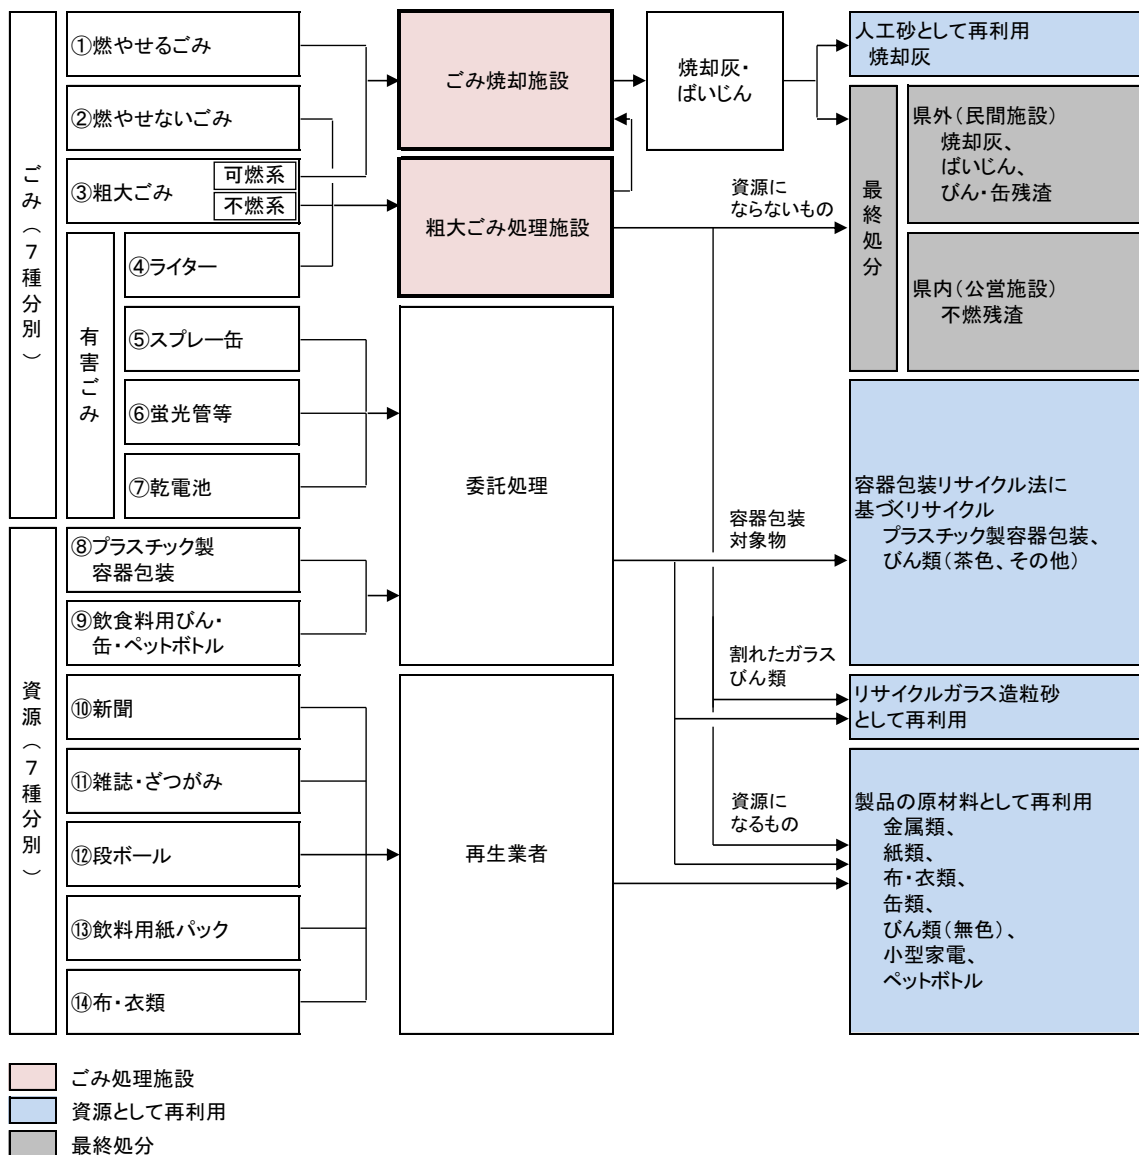 ごみ（７種分別）
①燃やせるごみ
②燃やせないごみ
③粗大ごみ
可燃系
不燃系
有害ごみ
④ライター
⑤スプレー缶
⑥蛍光管等
⑦乾電池
資源（７種分別）
⑧プラスチック製
容器包装
⑨飲食料用びん・
缶・ペットボトル
⑩新聞
⑪雑誌・ざつがみ
⑫段ボール
⑬飲料用紙パック
⑭布・衣類
ごみ焼却施設
粗大ごみ処理施設
委託処理
再生業者
焼却灰・
ばいじん
資源に
ならないもの
容器包装
対象物
割れたガラス
びん類
資源に
なるもの
人工砂として再利用
焼却灰
最終処分
県外（民間施設）
焼却灰、
ばいじん、
びん・缶残渣
県内（公営施設）
不燃残渣
容器包装リサイクル法に
基づくリサイクル
プラスチック製容器包装、
びん類（茶色、その他）
リサイクルガラス造粒砂
として再利用
製品の原材料として再利用
金属類、
紙類、
布・衣類、
缶類、
びん類（無色）、
小型家電、
ペットボトル
ごみ処理施設
資源として再利用
最終処分